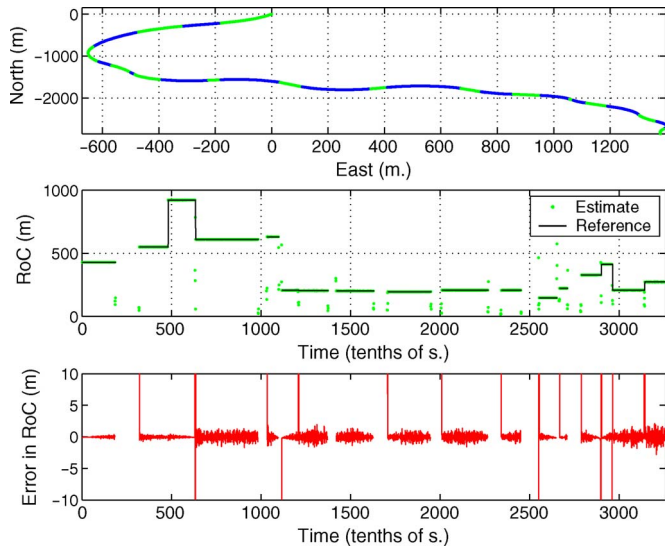 0
−1000
−2000
North (m)
−600 −400 −200 0 200 400 600 800 1000 1200
East (m.)
1000
500
0
RoC (m)
Estimate
Reference
0 500 1000 1500 2000 2500 3000
Time (tenths of s.)
10
5
0
−5
−10
Error in RoC (m)
0 500 1000 1500 2000 2500 3000
Time (tenths of s.)